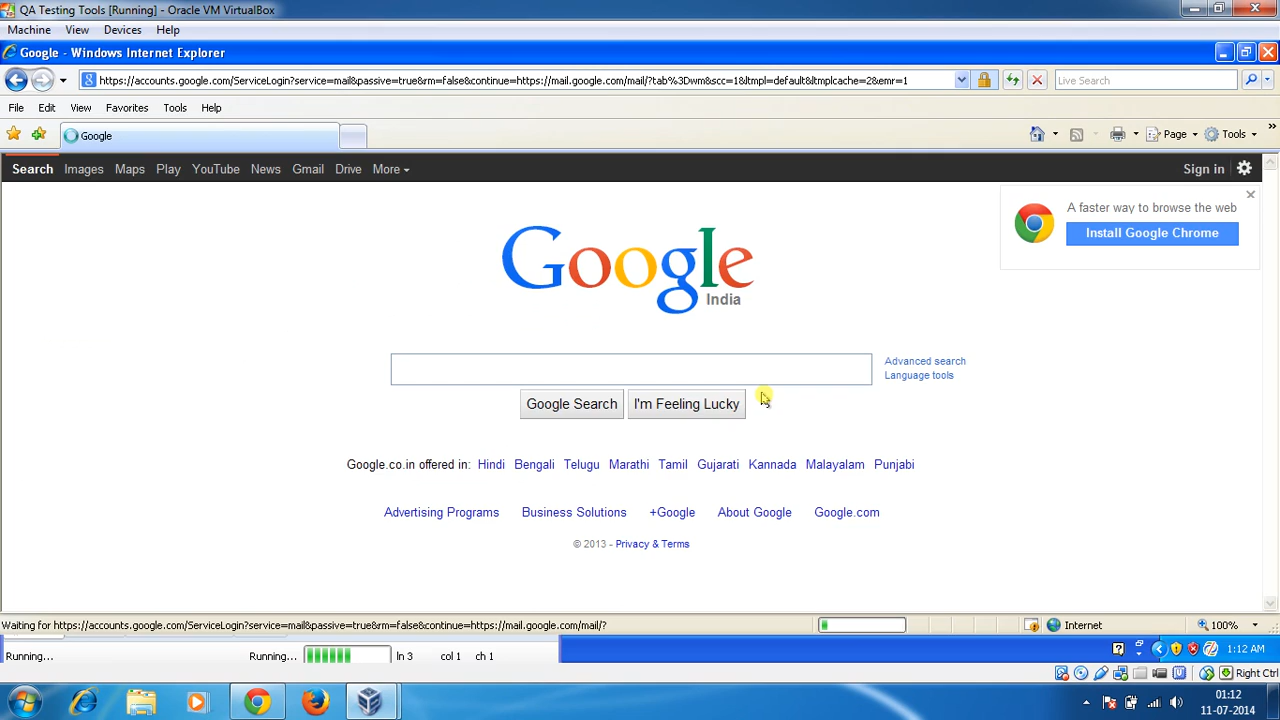 QA Testing Tools [Running] - Oracle VM VirtualBox
Machine View Devices Help
Google - Windows Internet Explorer
https://accounts.google.com/ServiceLogin?service=mail&passive=true&rm=false&continue=https://mail.google.com/mail/?tab%3Dwm&scc=1&ltmpl=default&ltmplcache=2&emr=1
Live Search
File Edit View Favorites Tools Help
Google
Page Tools
Search Images Maps Play YouTube News Gmail Drive More Sign in
A faster way to browse the web
Install Google Chrome
Google
India
Advanced search
Language tools
Google Search I'm Feeling Lucky
Google.co.in offered in: Hindi Bengali Telugu Marathi Tamil Gujarati Kannada Malayalam Punjabi
Advertising Programs Business Solutions +Google About Google Google.com
© 2013 - Privacy & Terms
Waiting for https://accounts.google.com/ServiceLogin?service=mail&passive=true&rm=false&continue=https://mail.google.com/mail/?
Internet 100%
Running... Running... ln 3 col 1 ch 1 1:12 AM
Right Ctrl
01:12
11-07-2014